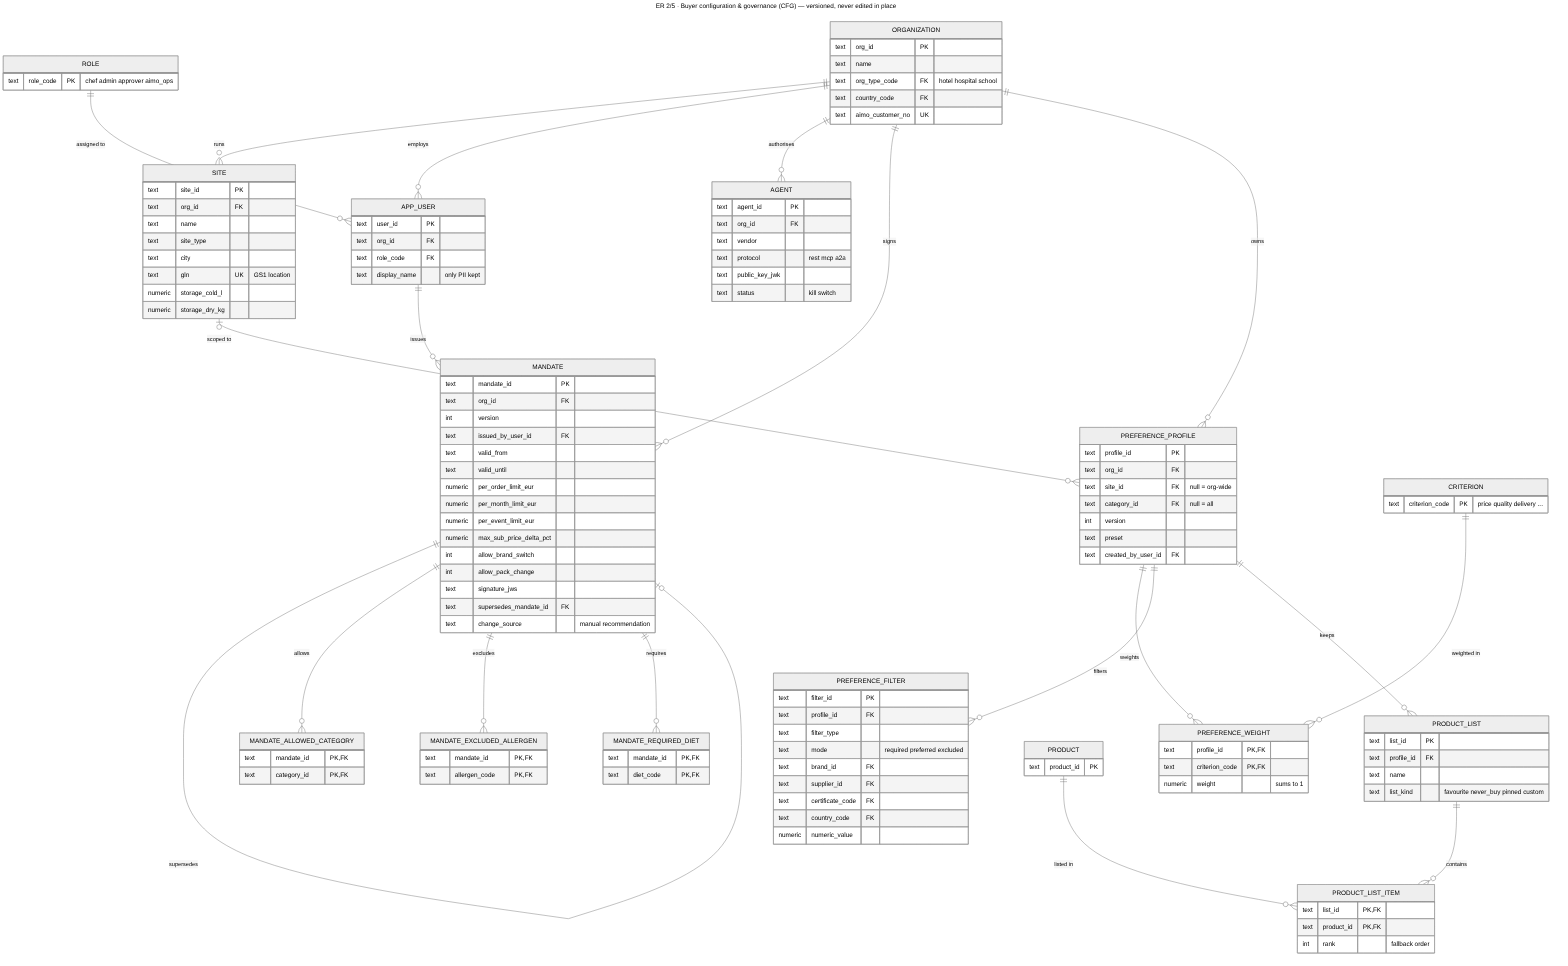 ER 2/5 · Buyer configuration & governance (CFG) — versioned, never edited in place
ORGANIZATION
text org_id PK
text name
text org_type_code FK hotel hospital school
text country_code FK
text aimo_customer_no UK
ROLE
text role_code PK chef admin approver aimo_ops
assigned to
runs
employs
authorises
signs
owns
SITE
text site_id PK
text org_id FK
text name
text site_type
text city
text gln UK GS1 location
numeric storage_cold_l
numeric storage_dry_kg
APP_USER
text user_id PK
text org_id FK
text role_code FK
text display_name only PII kept
AGENT
text agent_id PK
text org_id FK
text vendor
text protocol rest mcp a2a
text public_key_jwk
text status kill switch
scoped to
issues
MANDATE
text mandate_id PK
text org_id FK
int version
text issued_by_user_id FK
text valid_from
text valid_until
numeric per_order_limit_eur
numeric per_month_limit_eur
numeric per_event_limit_eur
numeric max_sub_price_delta_pct
int allow_brand_switch
int allow_pack_change
text signature_jws
text supersedes_mandate_id FK
text change_source manual recommendation
PREFERENCE_PROFILE
text profile_id PK
text org_id FK
text site_id FK null = org-wide
text category_id FK null = all
int version
text preset
text created_by_user_id FK
CRITERION
text criterion_code PK price quality delivery ...
allows
excludes
requires
filters
weights
keeps
weighted in
MANDATE_ALLOWED_CATEGORY
text mandate_id PK,FK
text category_id PK,FK
MANDATE_EXCLUDED_ALLERGEN
text mandate_id PK,FK
text allergen_code PK,FK
MANDATE_REQUIRED_DIET
text mandate_id PK,FK
text diet_code PK,FK
PREFERENCE_FILTER
text filter_id PK
text profile_id FK
text filter_type
text mode required preferred excluded
text brand_id FK
text supplier_id FK
text certificate_code FK
text country_code FK
numeric numeric_value
PRODUCT
text product_id PK
PREFERENCE_WEIGHT
text profile_id PK,FK
text criterion_code PK,FK
numeric weight sums to 1
PRODUCT_LIST
text list_id PK
text profile_id FK
text name
text list_kind favourite never_buy pinned custom
supersedes
listed in
contains
PRODUCT_LIST_ITEM
text list_id PK,FK
text product_id PK,FK
int rank fallback order